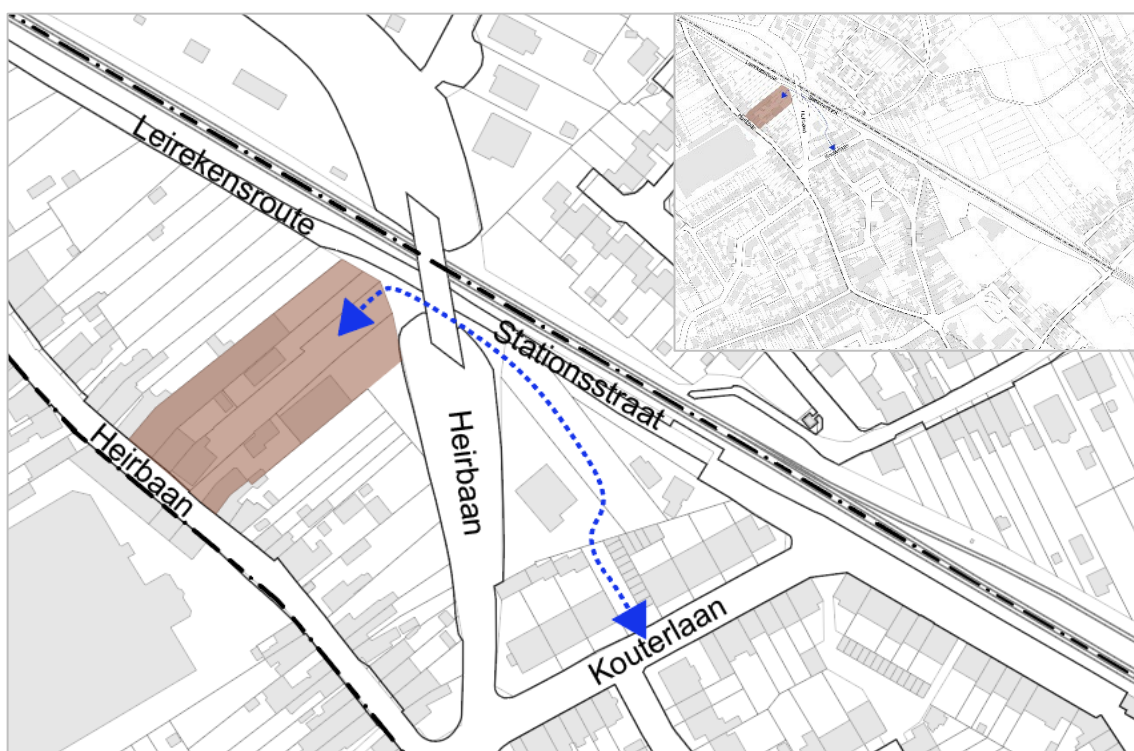 Leirekensroute
Stationsstraat
Heirbaan
Heirbaan
Kouterlaan